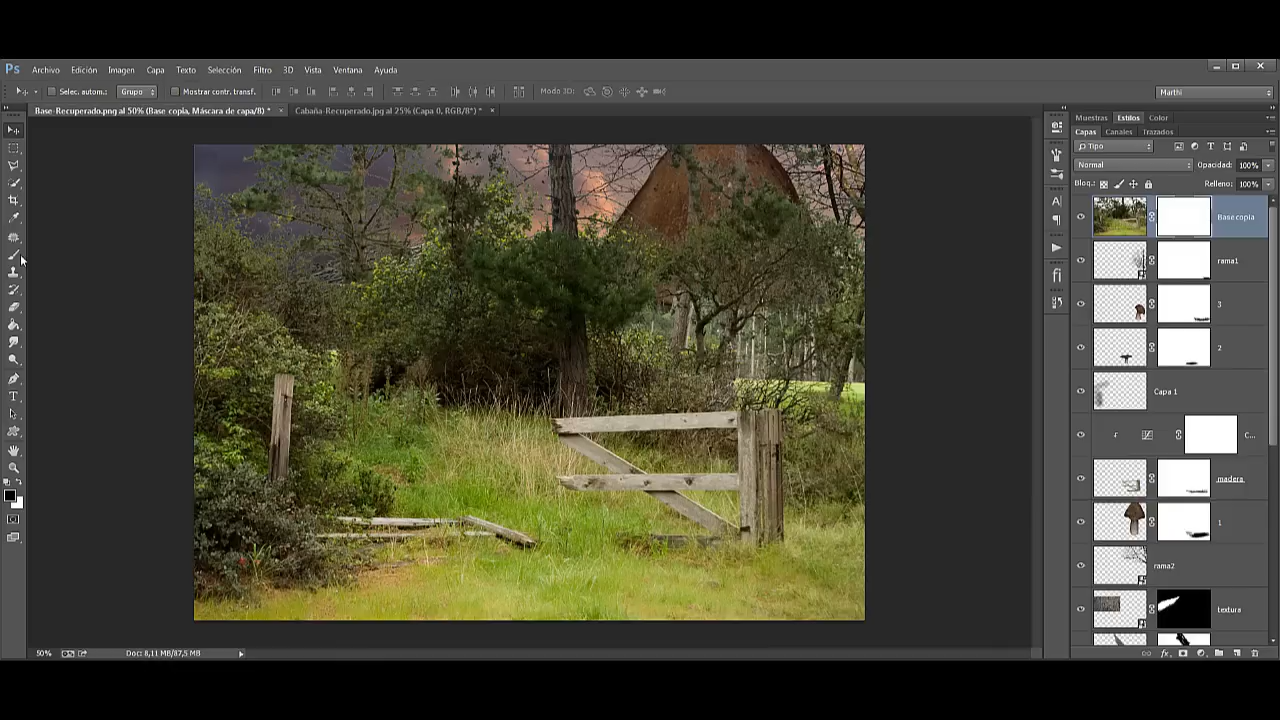 Ps Archivo Edición Imagen Capa Texto Selección Filtro 3D Vista Ventana Ayuda
Selec. autom.: Grupo Mostrar contr. transf. Modo 3D: Marthi
Base-Recuperado.png al 50% (Base copia, Máscara de capa/8) * × Cabaña-Recuperado.jpg al 25% (Capa 0, RGB/8*) * ×
Muestras Estilos Color
Capas Canales Trazados
Tipo
Normal Opacidad: 100%
Bloq.: Relleno: 100%
Base copia
rama1
3
2
Capa 1
C...
madera
1
rama2
textura
50% Doc: 8,11 MB/87,5 MB